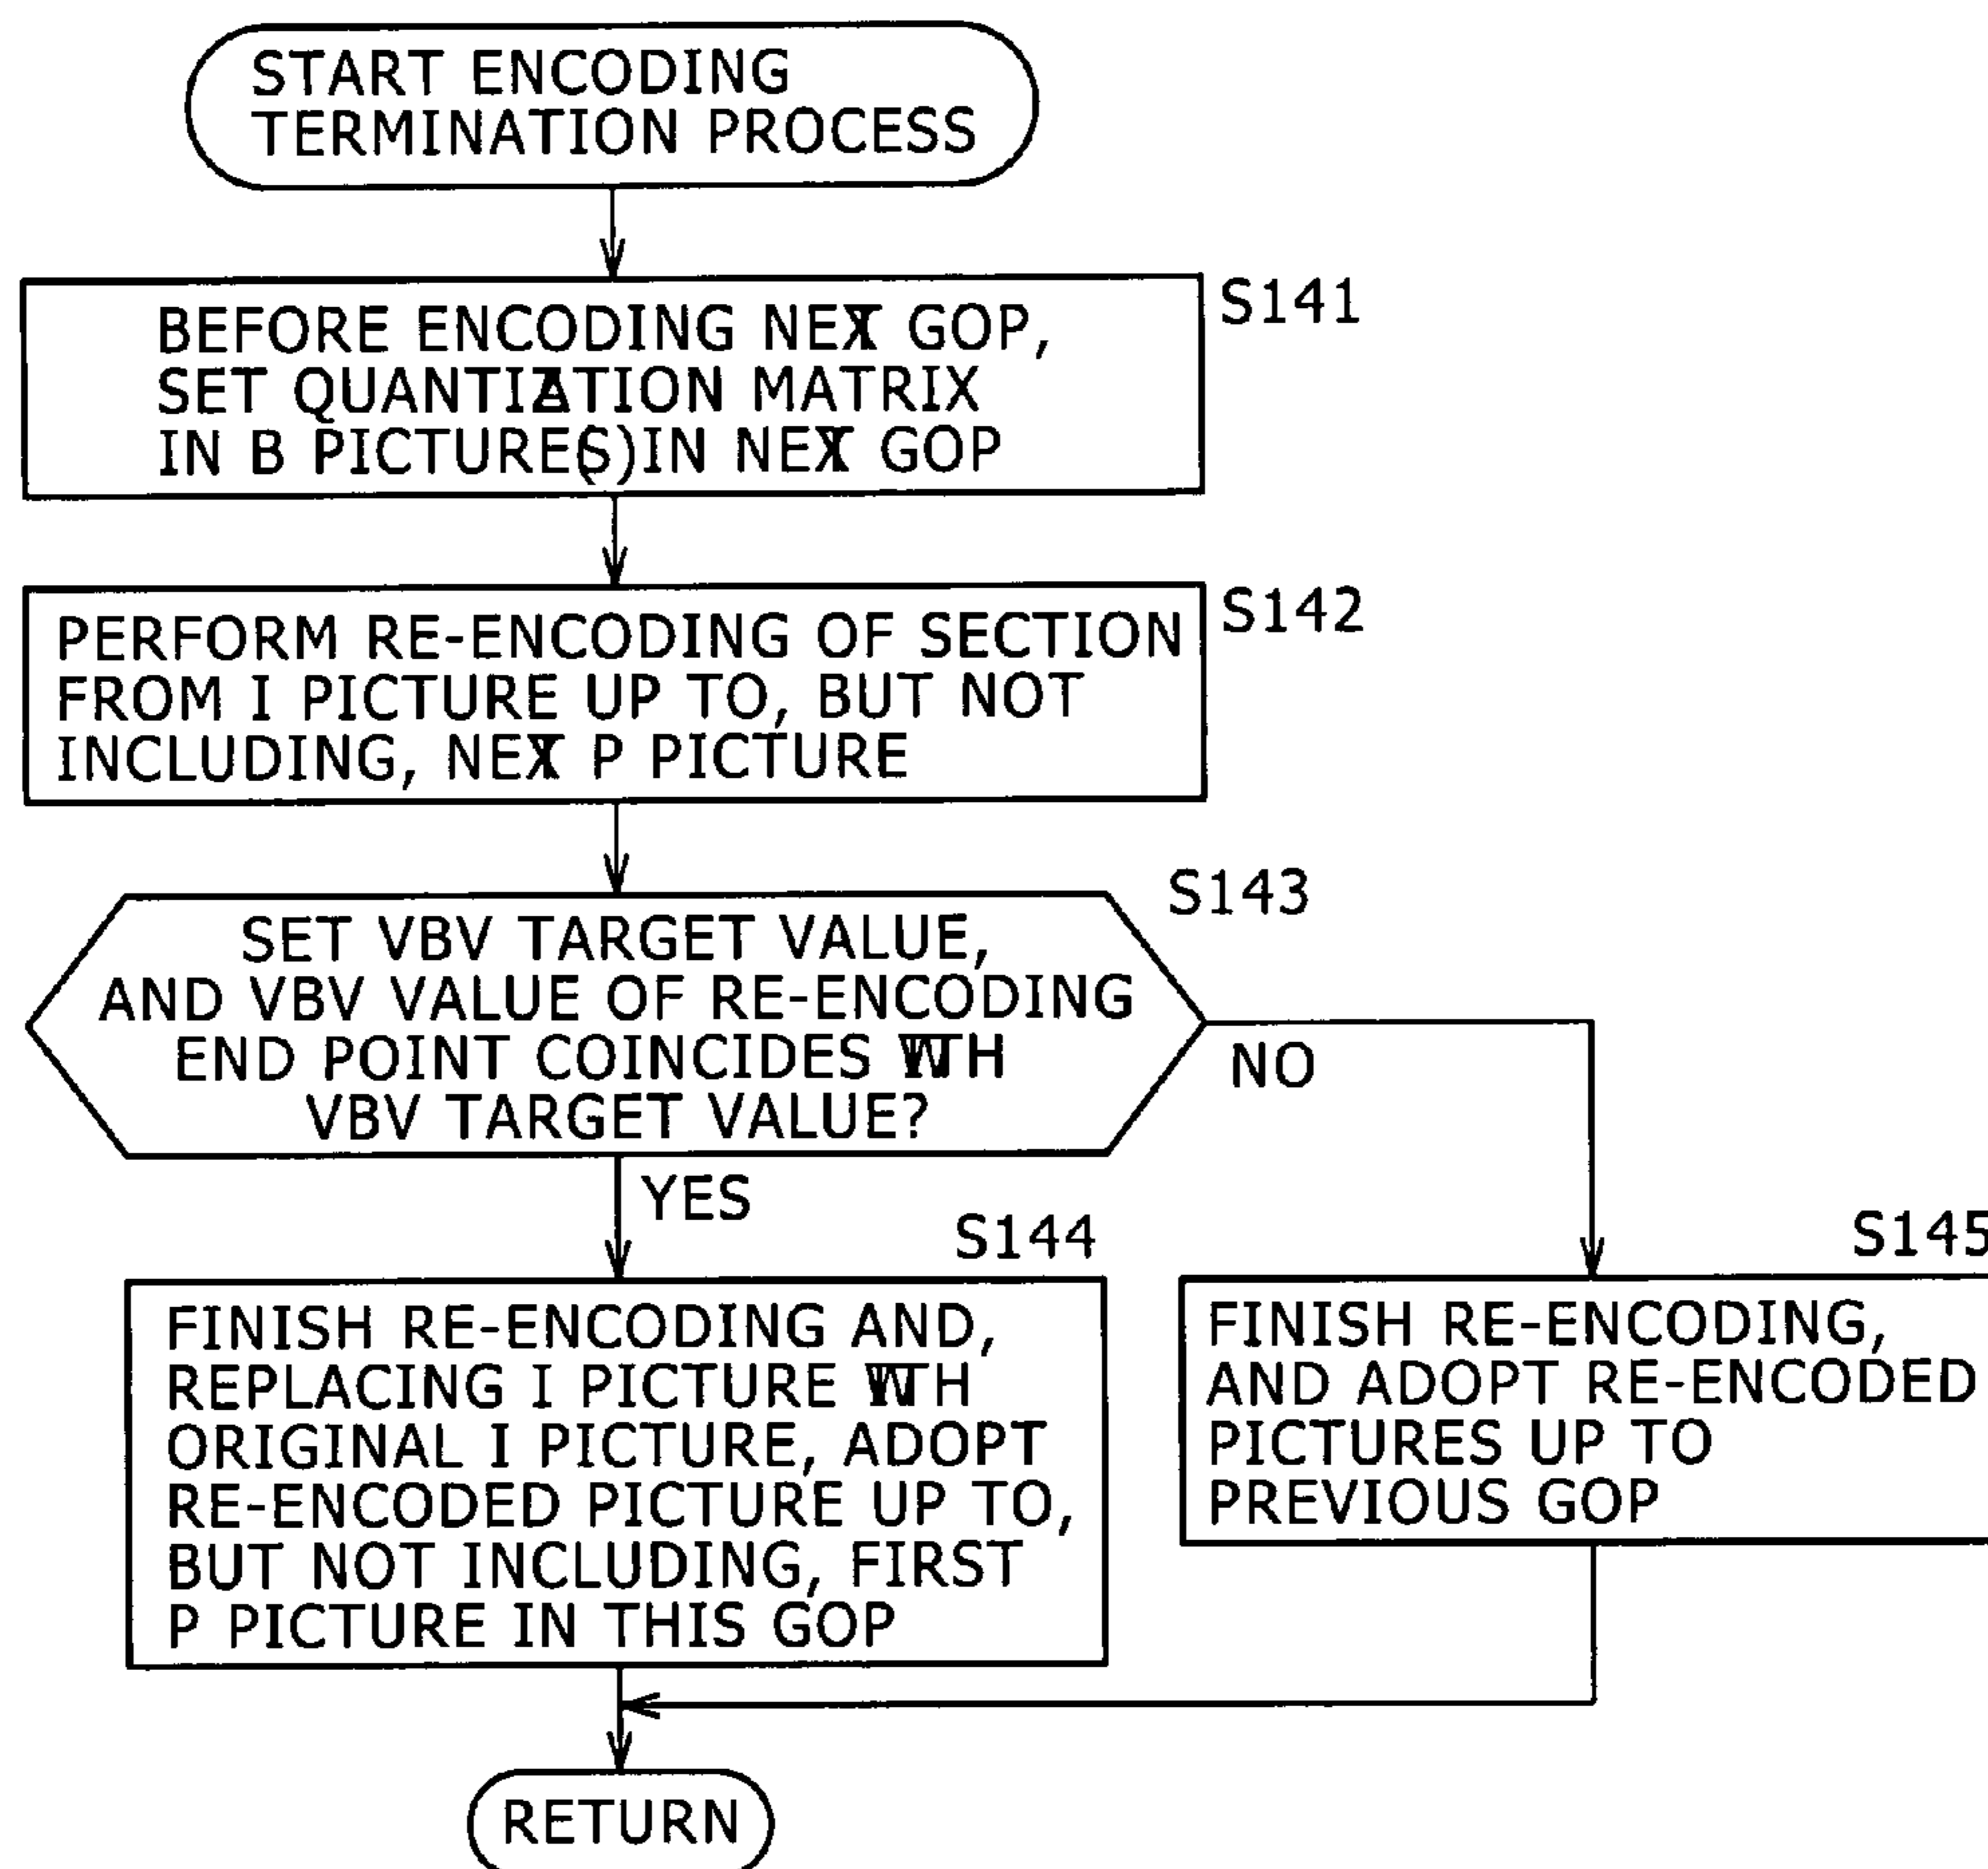 START ENCODING
TERMINATION PROCESS
BEFORE ENCODING NEXT GOP,
SET QUANTIZATION MATRIX
IN B PICTURE(S)IN NEXT GOP
S141
PERFORM RE-ENCODING OF SECTION
FROM I PICTURE UP TO, BUT NOT
INCLUDING, NEXT P PICTURE
S142
SET VBV TARGET VALUE,
AND VBV VALUE OF RE-ENCODING
END POINT COINCIDES WITH
VBV TARGET VALUE?
S143
NO
YES
S144
FINISH RE-ENCODING AND,
REPLACING I PICTURE WITH
ORIGINAL I PICTURE, ADOPT
RE-ENCODED PICTURE UP TO,
BUT NOT INCLUDING, FIRST
P PICTURE IN THIS GOP
S145
FINISH RE-ENCODING,
AND ADOPT RE-ENCODED
PICTURES UP TO
PREVIOUS GOP
RETURN